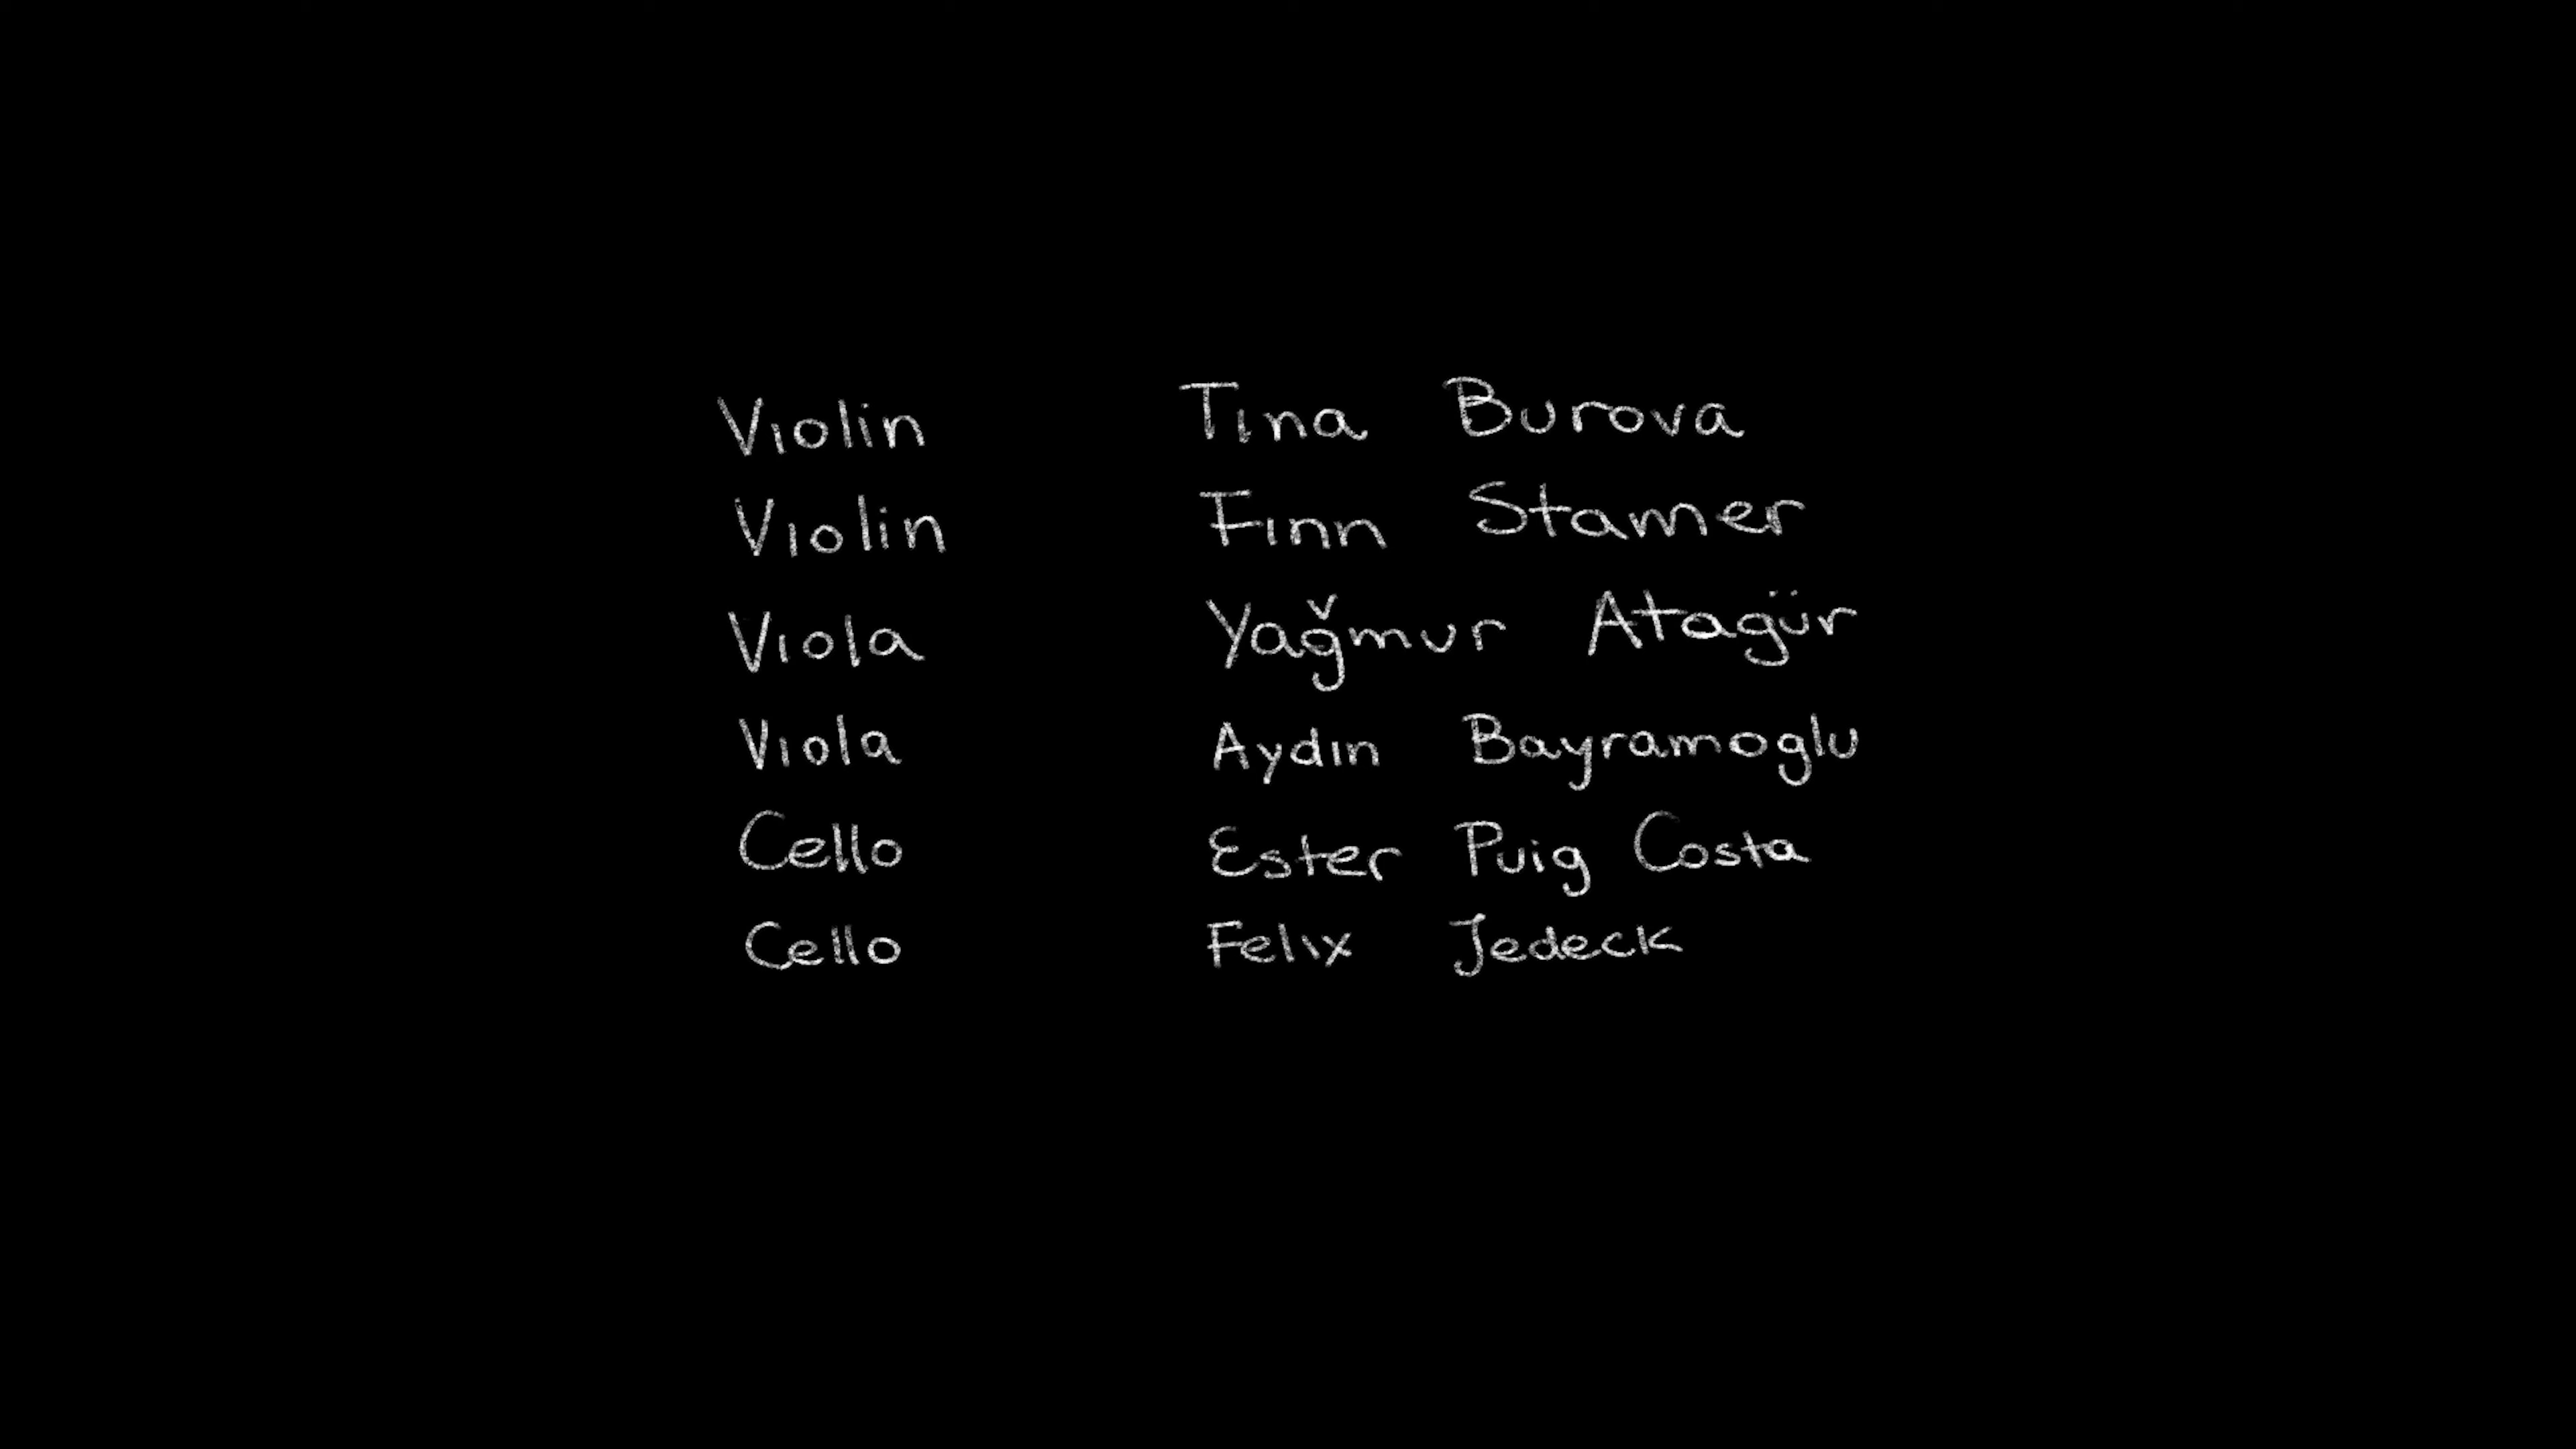 Violin Tina Burova
Violin Finn Stamer
Viola Yağmur Atagür
Viola Aydın Bayramoglu
Cello Ester Puig Costa
Cello Felix Jedeck